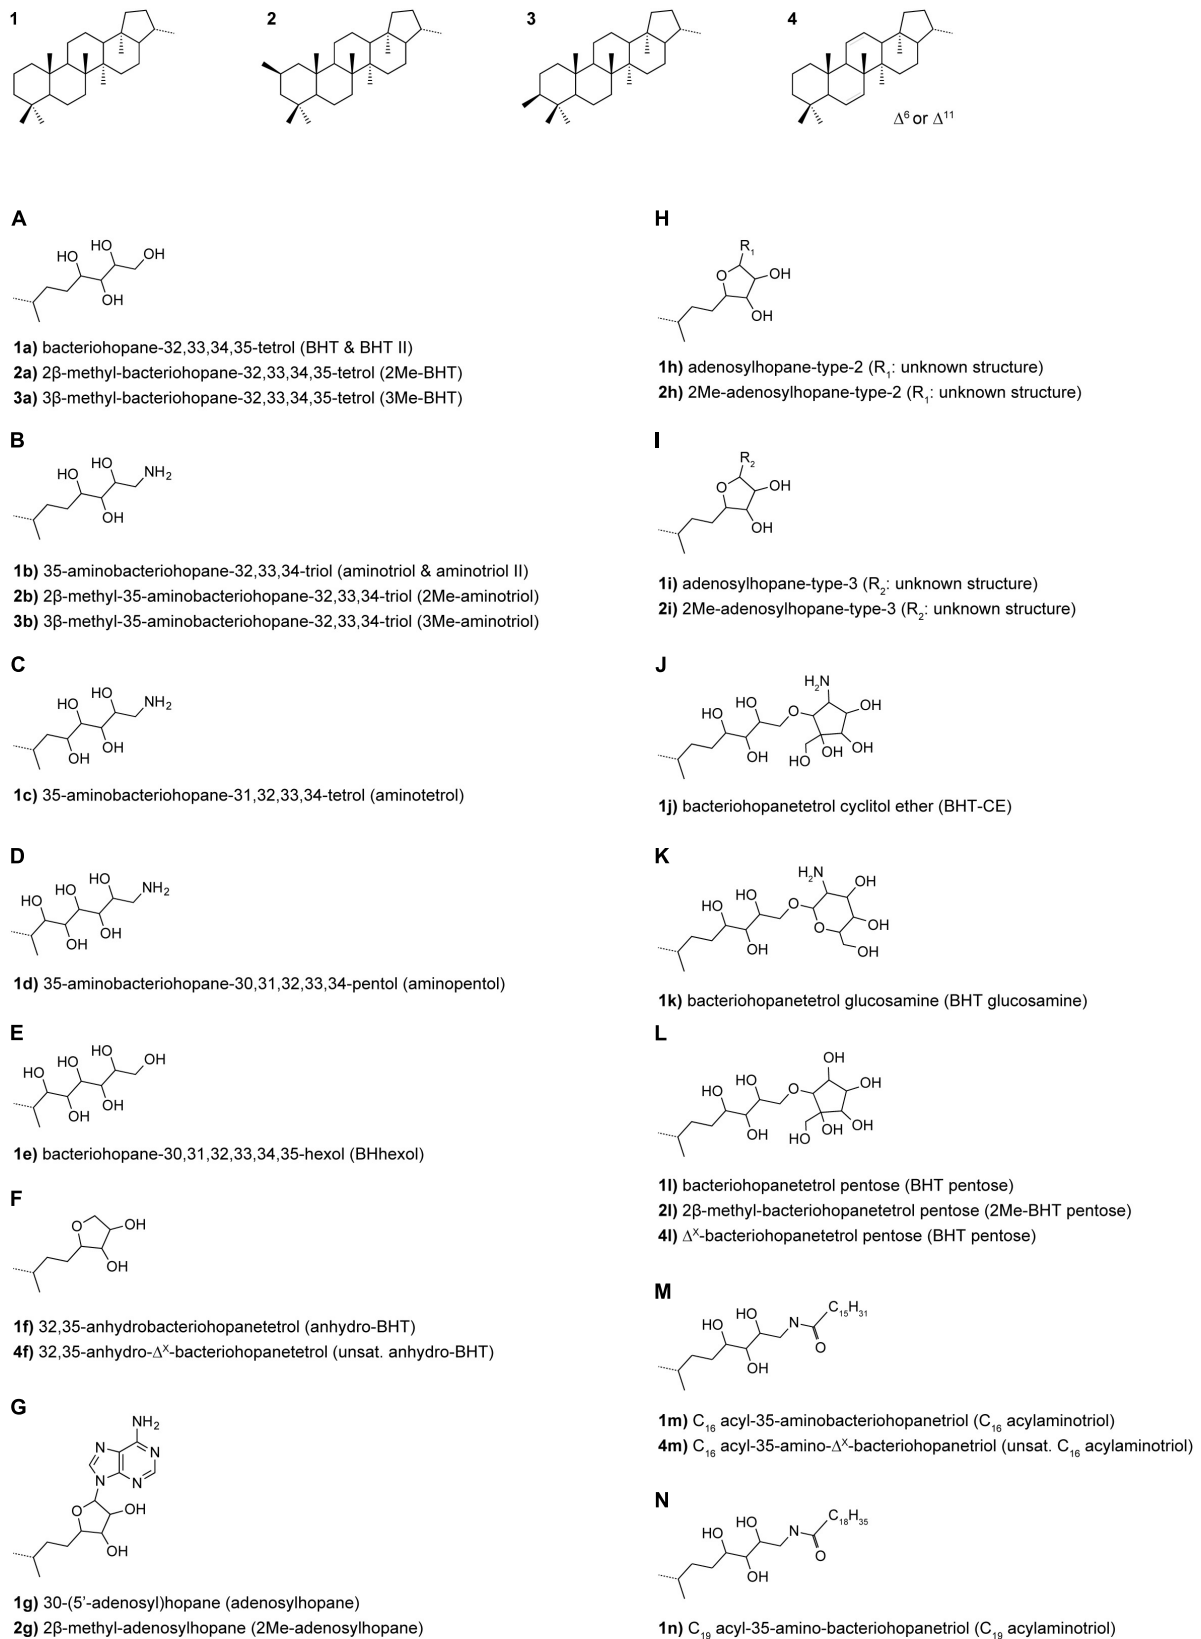 1
2
3
4
Δ⁶ or Δ¹¹
A
HO
HO
OH
OH
1a) bacteriohopane-32,33,34,35-tetrol (BHT & BHT II)
2a) 2β-methyl-bacteriohopane-32,33,34,35-tetrol (2Me-BHT)
3a) 3β-methyl-bacteriohopane-32,33,34,35-tetrol (3Me-BHT)
B
HO
HO
NH₂
OH
1b) 35-aminobacteriohopane-32,33,34-triol (aminotriol & aminotriol II)
2b) 2β-methyl-35-aminobacteriohopane-32,33,34-triol (2Me-aminotriol)
3b) 3β-methyl-35-aminobacteriohopane-32,33,34-triol (3Me-aminotriol)
C
HO
HO
NH₂
OH
OH
1c) 35-aminobacteriohopane-31,32,33,34-tetrol (aminotetrol)
D
HO
HO
HO
NH₂
OH
OH
1d) 35-aminobacteriohopane-30,31,32,33,34-pentol (aminopentol)
E
HO
HO
HO
OH
OH
OH
1e) bacteriohopane-30,31,32,33,34,35-hexol (BHhexol)
F
O
OH
OH
1f) 32,35-anhydrobacteriohopanetetrol (anhydro-BHT)
4f) 32,35-anhydro-Δˣ-bacteriohopanetetrol (unsat. anhydro-BHT)
G
NH₂
N
N
N
N
O
OH
OH
1g) 30-(5'-adenosyl)hopane (adenosylhopane)
2g) 2β-methyl-adenosylhopane (2Me-adenosylhopane)
H
R₁
O
OH
OH
1h) adenosylhopane-type-2 (R₁: unknown structure)
2h) 2Me-adenosylhopane-type-2 (R₁: unknown structure)
I
R₂
O
OH
OH
1i) adenosylhopane-type-3 (R₂: unknown structure)
2i) 2Me-adenosylhopane-type-3 (R₂: unknown structure)
J
H₂N
HO
HO
O
OH
OH
HO
OH
OH
1j) bacteriohopanetetrol cyclitol ether (BHT-CE)
K
H₂N
OH
HO
HO
O
OH
OH
O
OH
1k) bacteriohopanetetrol glucosamine (BHT glucosamine)
L
OH
HO
HO
O
OH
OH
HO
OH
OH
1l) bacteriohopanetetrol pentose (BHT pentose)
2l) 2β-methyl-bacteriohopanetetrol pentose (2Me-BHT pentose)
4l) Δˣ-bacteriohopanetetrol pentose (BHT pentose)
M
HO
HO
N
C₁₅H₃₁
OH
O
1m) C₁₆ acyl-35-aminobacteriohopanetriol (C₁₆ acylaminotriol)
4m) C₁₆ acyl-35-amino-Δˣ-bacteriohopanetriol (unsat. C₁₆ acylaminotriol)
N
HO
HO
N
C₁₈H₃₅
OH
O
1n) C₁₉ acyl-35-amino-bacteriohopanetriol (C₁₉ acylaminotriol)